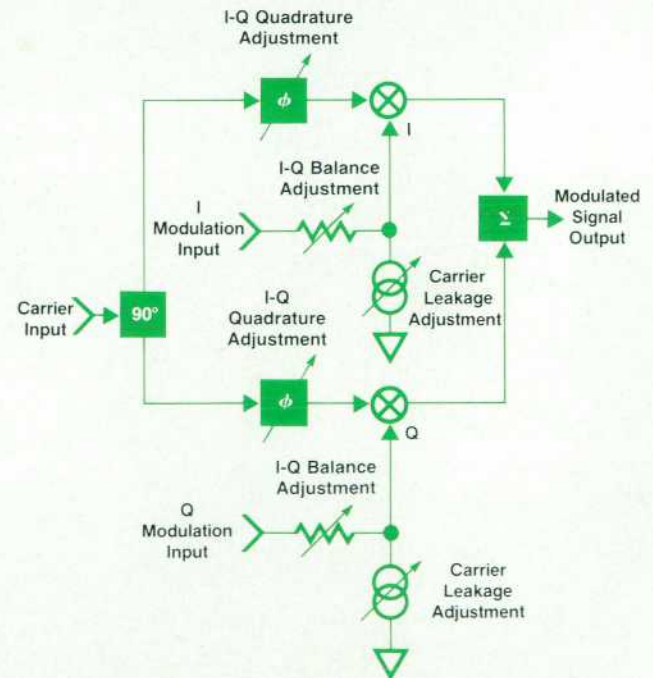 I-Q Quadrature
Adjustment
ϕ
I
I-Q Balance
Adjustment
I
Modulation
Input
Σ
Modulated
Signal
Output
Carrier
Leakage
Adjustment
Carrier
Input
90°
I-Q
Quadrature
Adjustment
ϕ
Q
I-Q Balance
Adjustment
Q
Modulation
Input
Carrier
Leakage
Adjustment